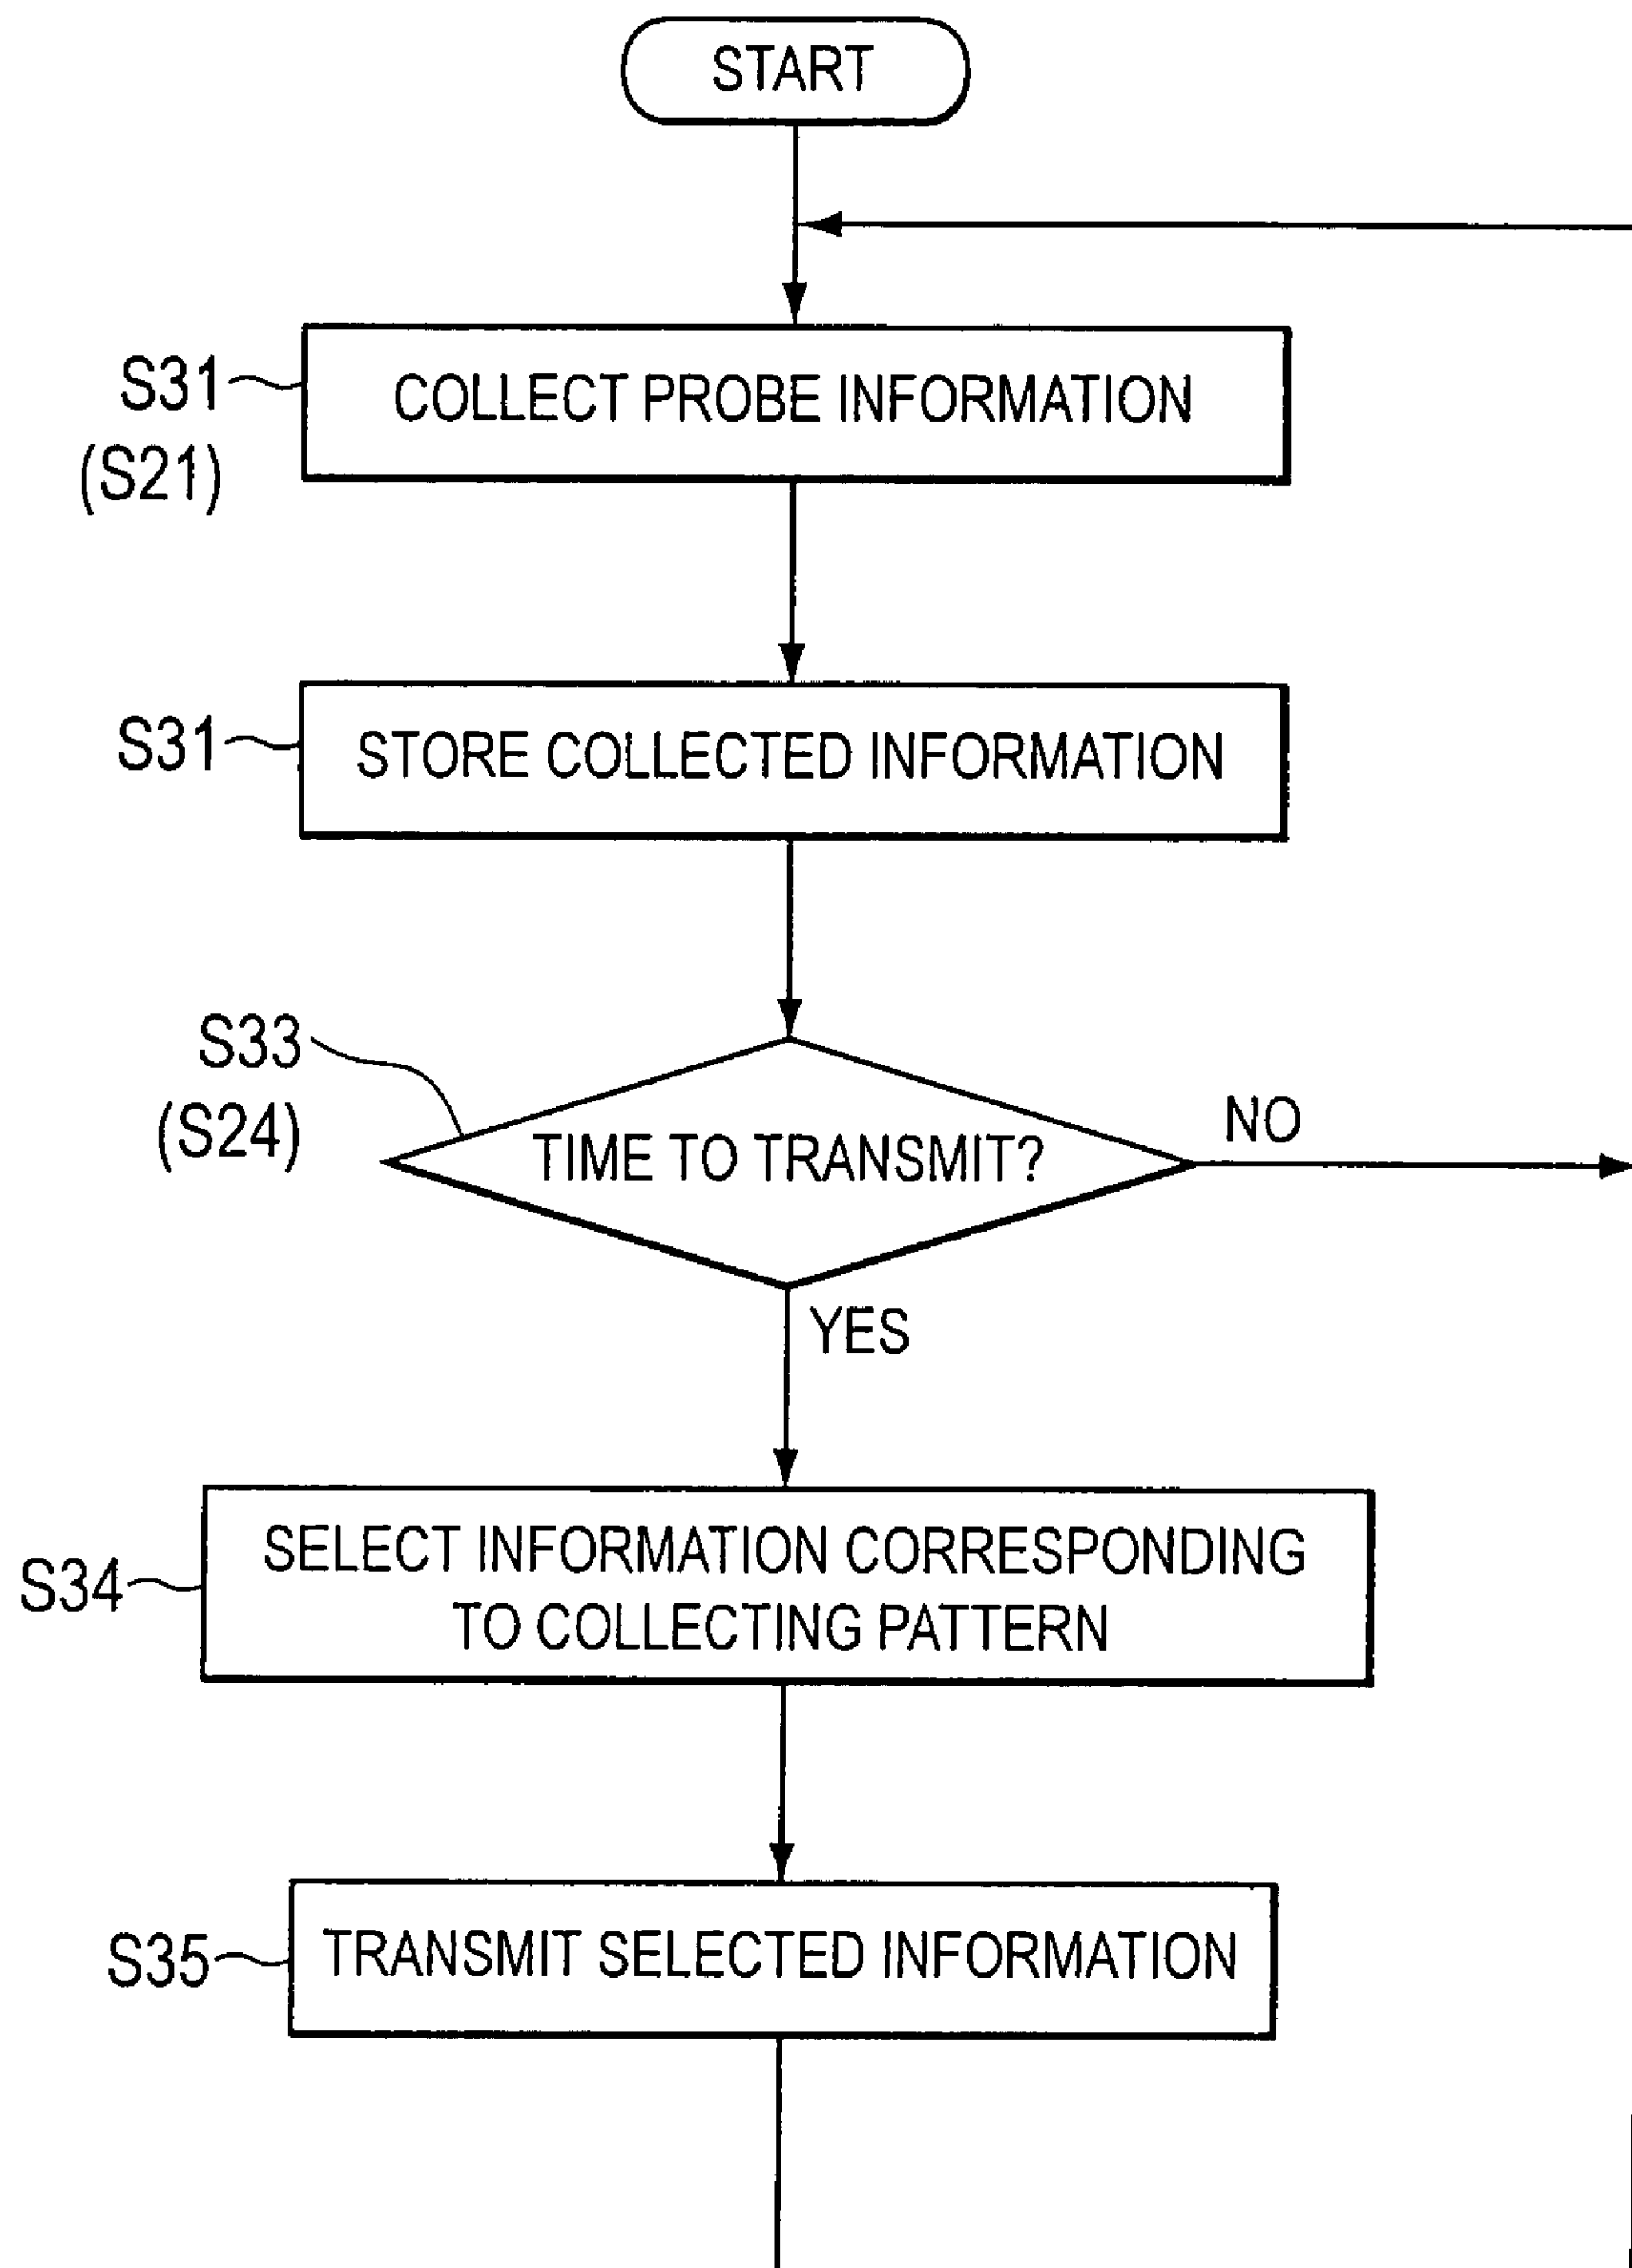 START
S31
(S21)
COLLECT PROBE INFORMATION
S31
STORE COLLECTED INFORMATION
S33
(S24)
TIME TO TRANSMIT?
NO
YES
S34
SELECT INFORMATION CORRESPONDING
TO COLLECTING PATTERN
S35
TRANSMIT SELECTED INFORMATION